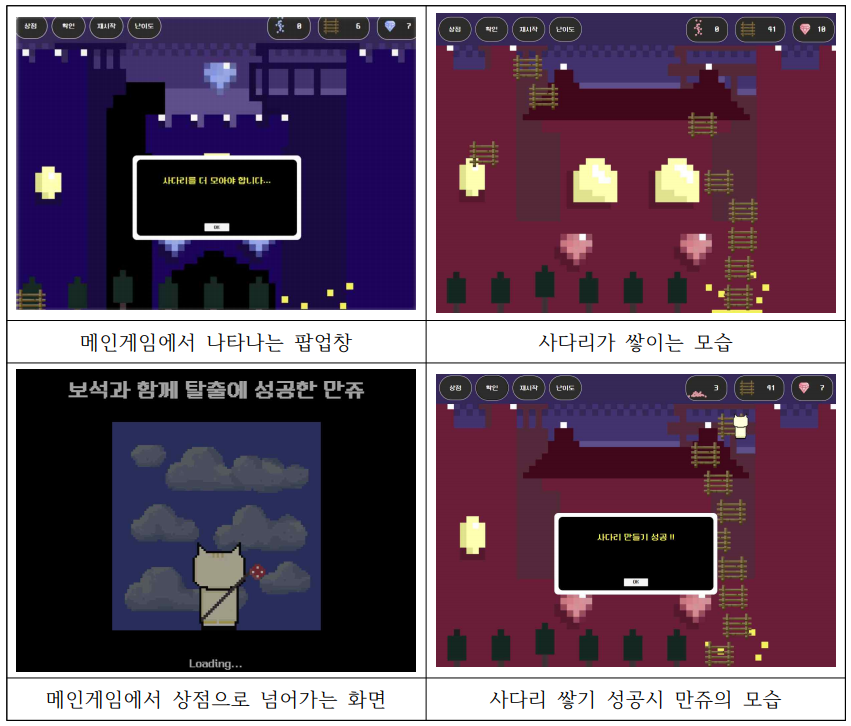 상점 확인 재시작 난이도 0 6 7
사다리를 더 모아야 합니다...
OK
상점 확인 재시작 난이도 0 41 10
메인게임에서 나타나는 팝업창
사다리가 쌓이는 모습
보석과 함께 탈출에 성공한 만쥬
Loading...
상점 확인 재시작 난이도 3 41 7
사다리 만들기 성공 !!
OK
메인게임에서 상점으로 넘어가는 화면
사다리 쌓기 성공시 만쥬의 모습